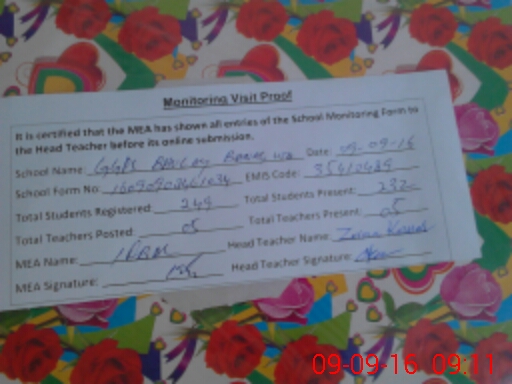 Monitoring Visit Proof
It is certified that the MEA has shown all entries of the School Monitoring Form to
the Head Teacher before its online submission.
School Name: GGPS Date: 09-09-16
School Form No: EMIS Code: 35410489
Total Students Registered: 249 Total Students Present: 232
Total Teachers Posted: 05 Total Teachers Present: 05
MEA Name: Head Teacher Name:
MEA Signature: Head Teacher Signature:
09-09-16 09:11